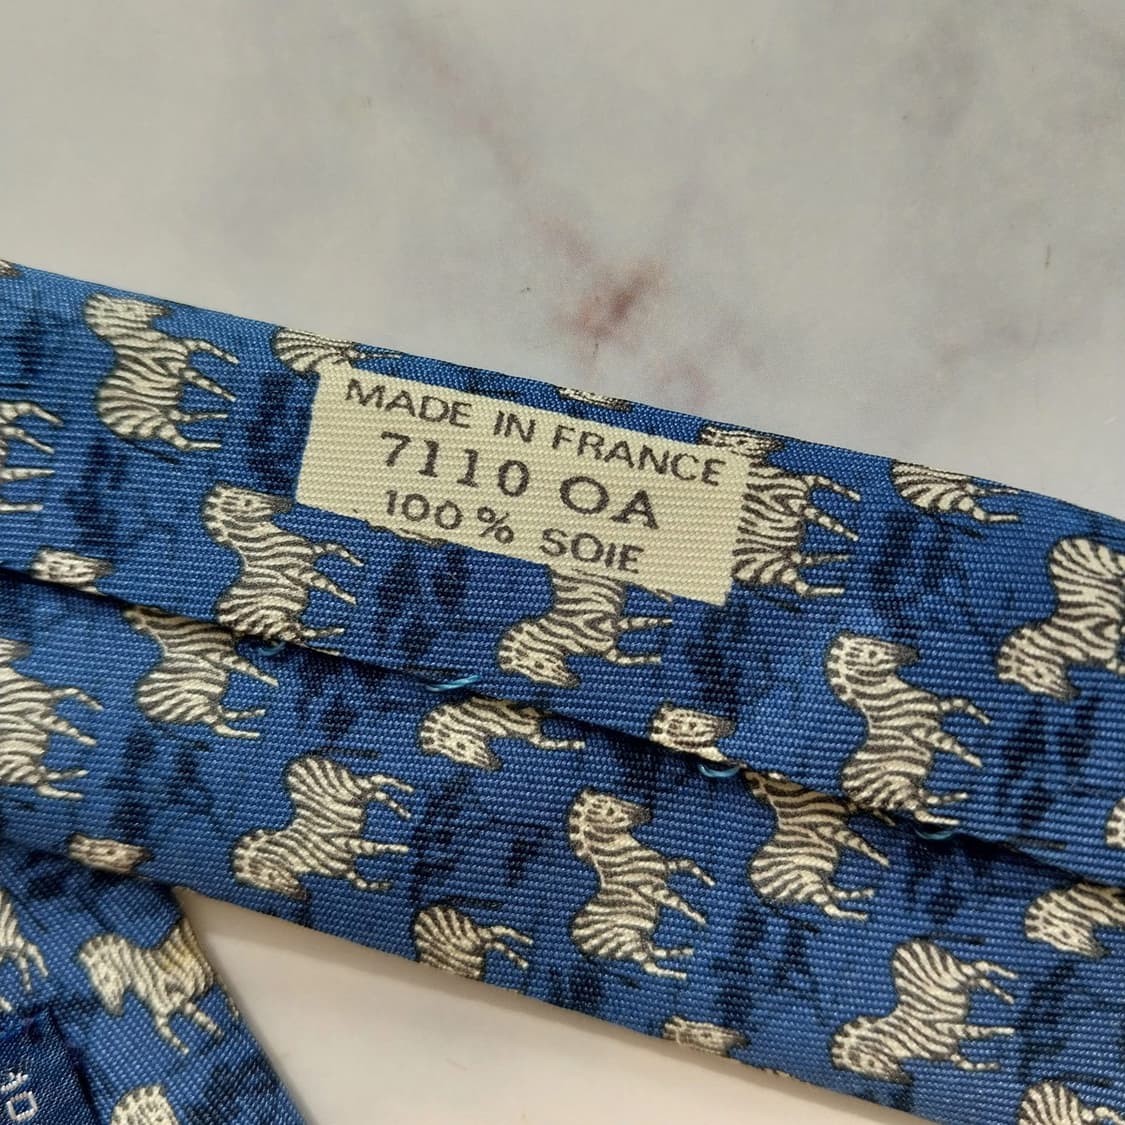 MADE IN FRANCE
7110 OA
100% SOIE